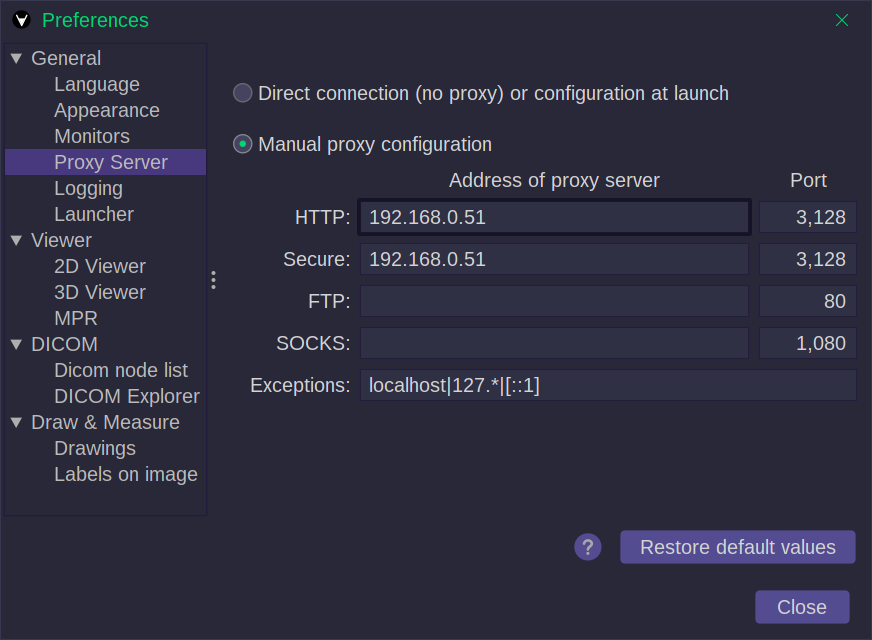 Preferences
General
Language
Appearance
Monitors
Proxy Server
Logging
Launcher
Viewer
2D Viewer
3D Viewer
MPR
DICOM
Dicom node list
DICOM Explorer
Draw & Measure
Drawings
Labels on image
Direct connection (no proxy) or configuration at launch
Manual proxy configuration
Address of proxy server Port
HTTP: 192.168.0.51 3,128
Secure: 192.168.0.51 3,128
FTP: 80
SOCKS: 1,080
Exceptions: localhost|127.*|[::1]
? Restore default values
Close